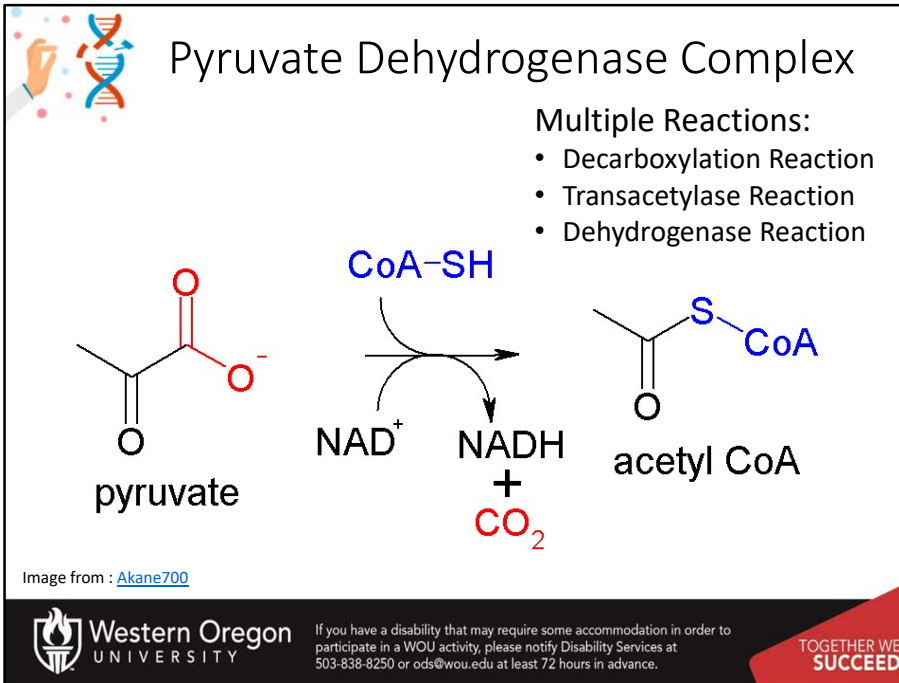 Pyruvate Dehydrogenase Complex
Multiple Reactions:
• Decarboxylation Reaction
• Transacetylase Reaction
• Dehydrogenase Reaction
CoA–SH
O
O⁻
O
pyruvate
NAD⁺
NADH
+
CO₂
S
CoA
O
acetyl CoA
Image from : Akane700
Western Oregon
UNIVERSITY
If you have a disability that may require some accommodation in order to
participate in a WOU activity, please notify Disability Services at
503-838-8250 or ods@wou.edu at least 72 hours in advance.
TOGETHER WE
SUCCEED